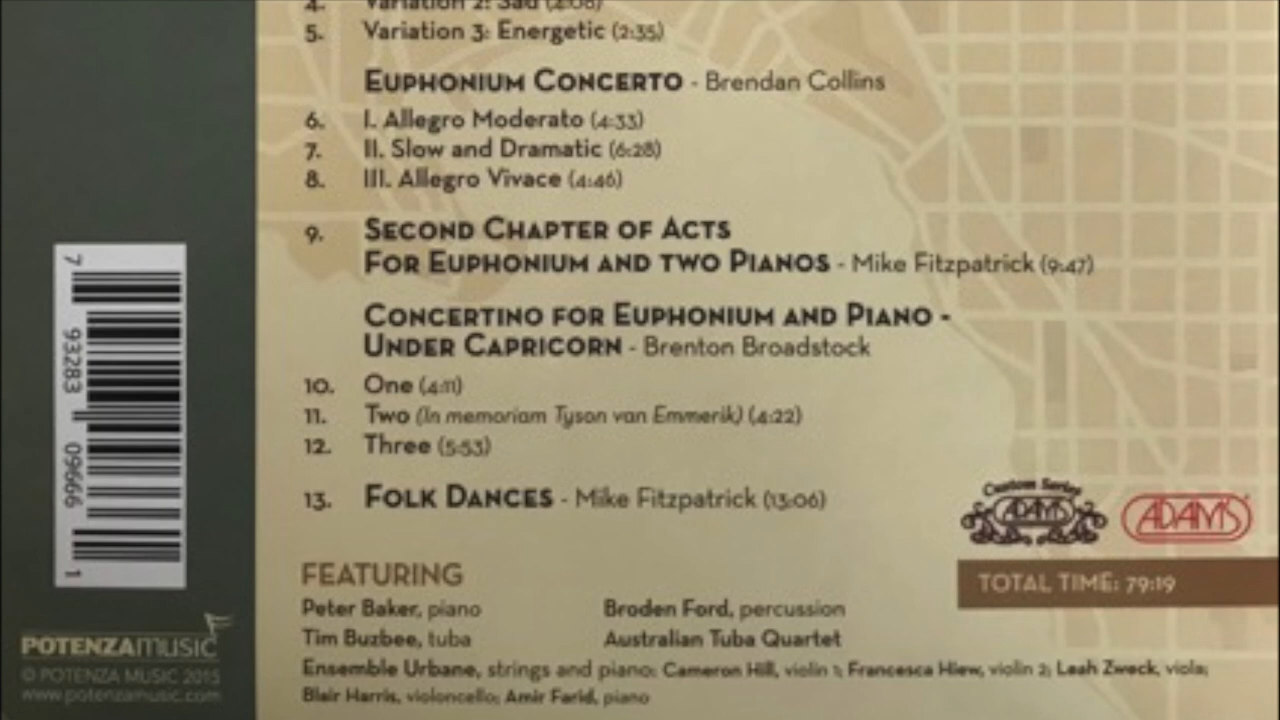 4. Variation 2: Sad (4:08)
5. Variation 3: Energetic (2:35)
EUPHONIUM CONCERTO - Brendan Collins
6. I. Allegro Moderato (4:33)
7. II. Slow and Dramatic (6:28)
8. III. Allegro Vivace (4:46)
9. SECOND CHAPTER OF ACTS
FOR EUPHONIUM AND TWO PIANOS - Mike Fitzpatrick (9:47)
CONCERTINO FOR EUPHONIUM AND PIANO -
UNDER CAPRICORN - Brenton Broadstock
10. One (4:11)
11. Two (In memoriam Tyson van Emmerik) (4:22)
12. Three (5:53)
13. FOLK DANCES - Mike Fitzpatrick (13:06)
Custom Series
ADAMS
ADAMS
TOTAL TIME: 79:19
FEATURING
Peter Baker, piano
Broden Ford, percussion
Tim Buzbee, tuba
Australian Tuba Quartet
Ensemble Urbane, strings and piano: Cameron Hill, violin 1; Francesca Hiew, violin 2; Leah Zweck, viola;
Blair Harris, violoncello; Amir Farid, piano
7 93283 09666 1
POTENZAMUSIC
© POTENZA MUSIC 2015
www.potenzamusic.com